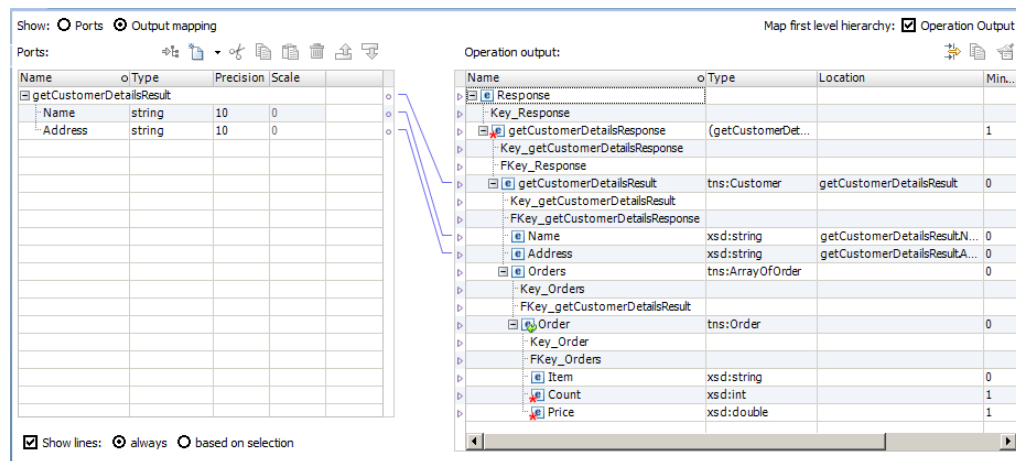 Show: Ports Output mapping Map first level hierarchy: Operation Output
Ports: Operation output:
Name Type Precision Scale Name Type Location Min...
getCustomerDetailsResult Response
Name string 10 0 Key_Response
Address string 10 0 getCustomerDetailsResponse (getCustomerDet... 1
Key_getCustomerDetailsResponse
FKey_Response
getCustomerDetailsResult tns:Customer getCustomerDetailsResult 0
Key_getCustomerDetailsResult
FKey_getCustomerDetailsResponse
Name xsd:string getCustomerDetailsResult.N... 0
Address xsd:string getCustomerDetailsResult.A... 0
Orders tns:ArrayOfOrder 0
Key_Orders
FKey_getCustomerDetailsResult
Order tns:Order 0
Key_Order
FKey_Orders
Item xsd:string 0
Count xsd:int 1
Price xsd:double 1
Show lines: always based on selection